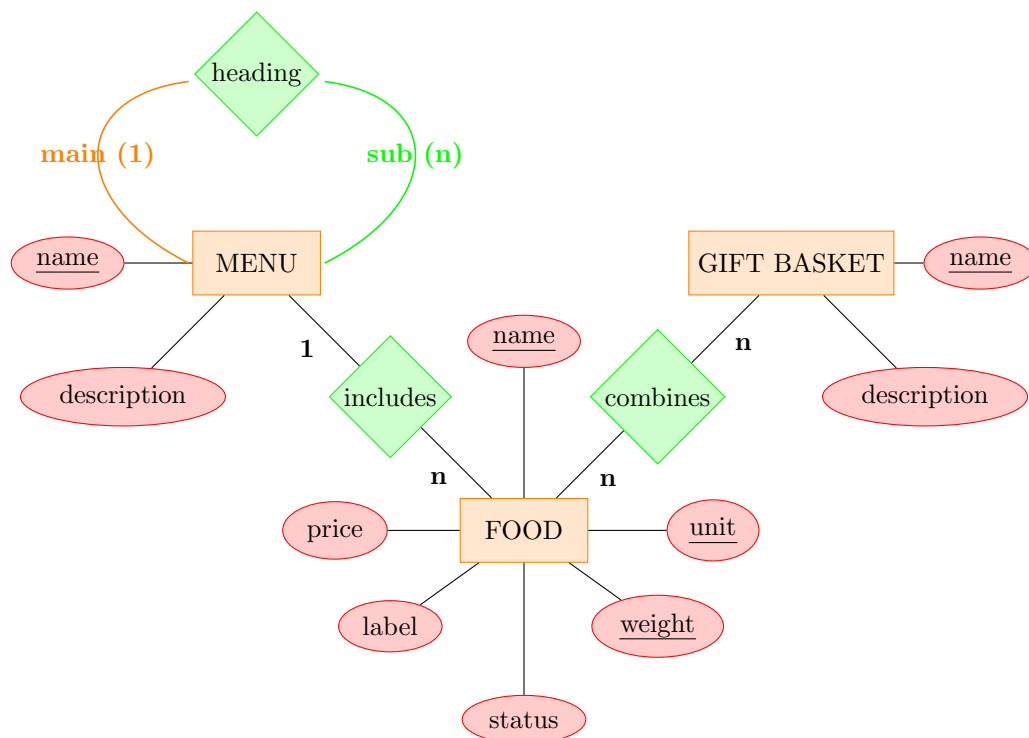 heading
main (1)
sub (n)
name
MENU
GIFT BASKET
name
1
name
n
description
includes
combines
description
n
n
price
FOOD
unit
label
weight
status